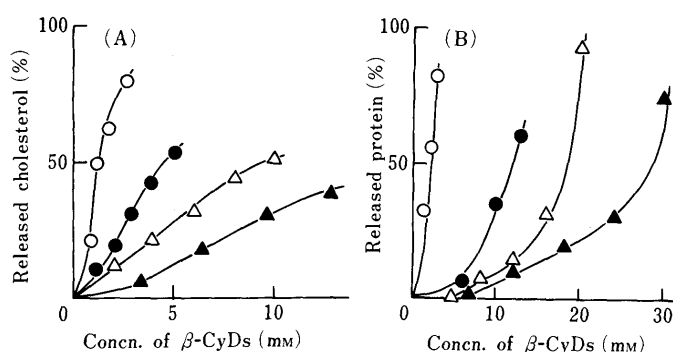 (A)
100
50
0
5
10
Released cholesterol (%)
Concn. of β-CyDs (mM)
(B)
100
50
0
10
20
30
Released protein (%)
Concn. of β-CyDs (mM)